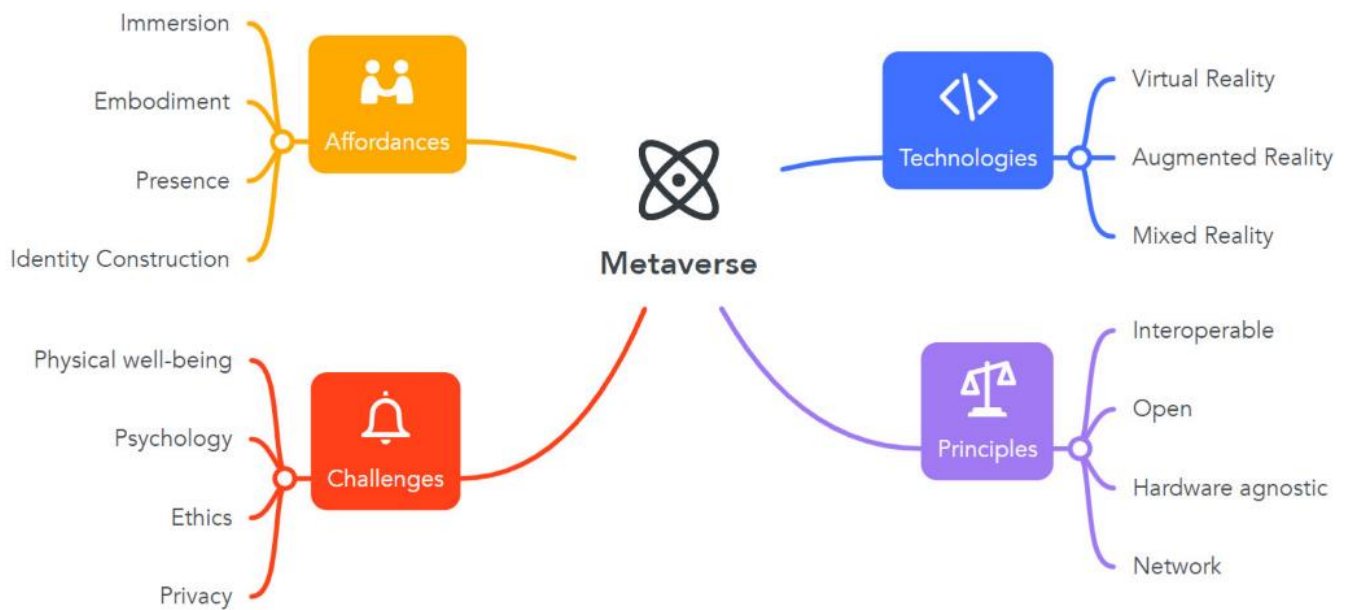 Immersion
Embodiment
Affordances
Presence
Identity Construction
Metaverse
Technologies
Virtual Reality
Augmented Reality
Mixed Reality
Physical well-being
Psychology
Challenges
Ethics
Privacy
Principles
Interoperable
Open
Hardware agnostic
Network